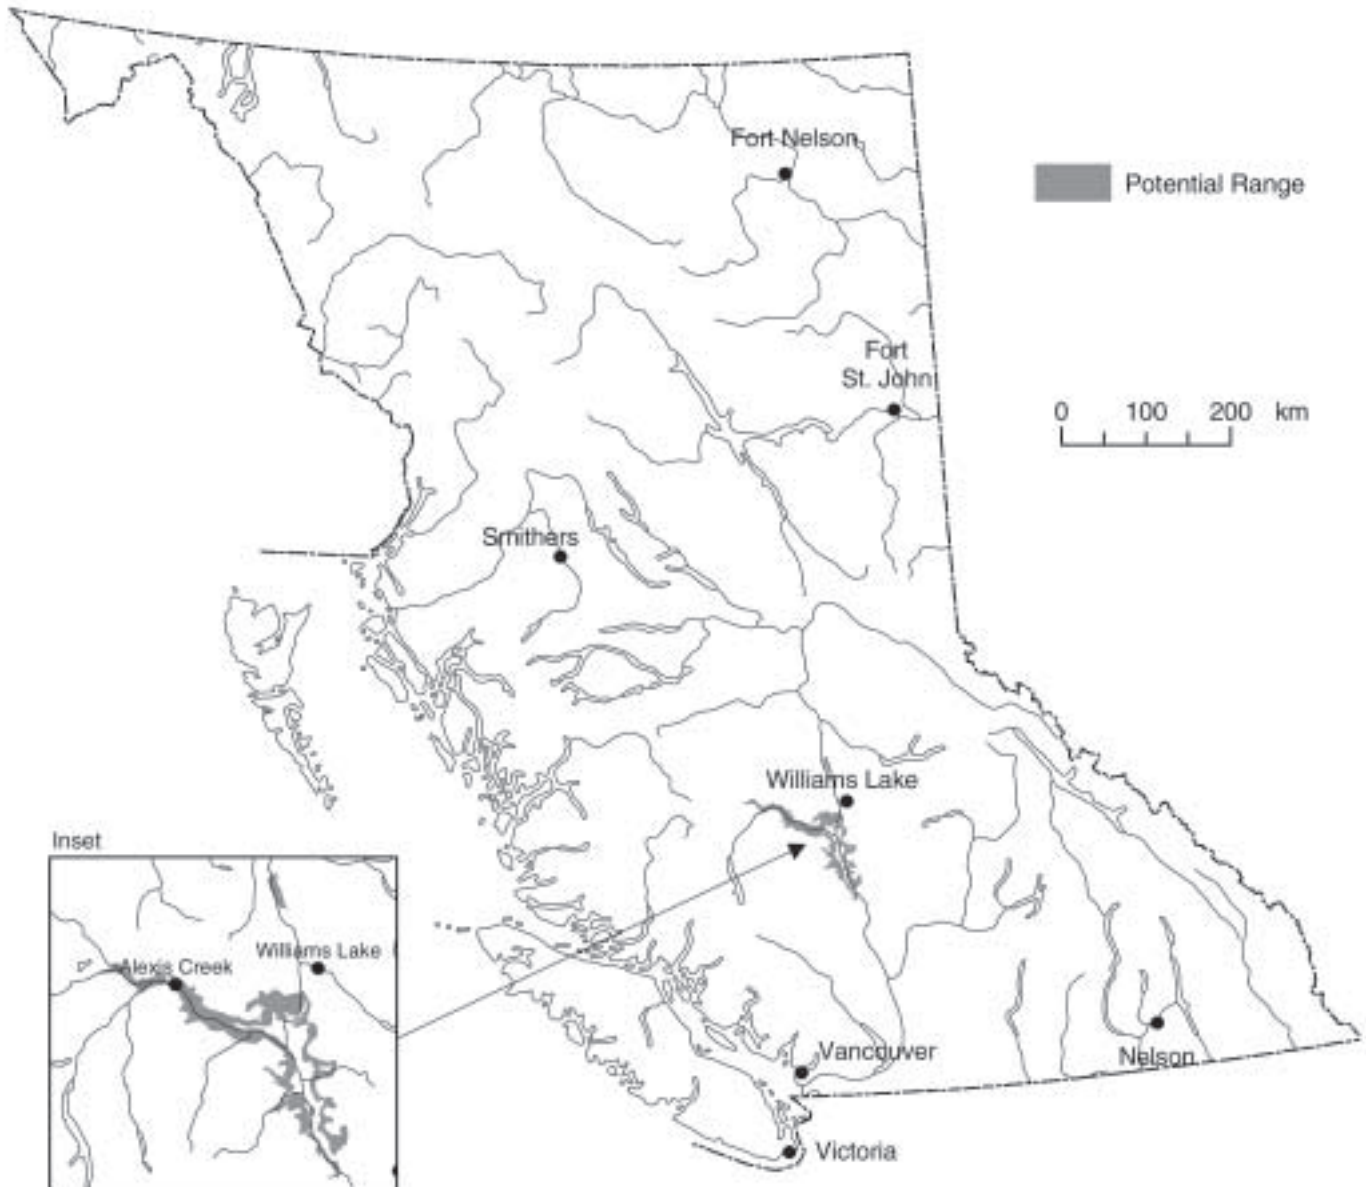 Fort Nelson
Potential Range
Fort
St. John
0 100 200 km
Smithers
Williams Lake
Inset
Williams Lake
Alexis Creek
Vancouver
Nelson
Victoria